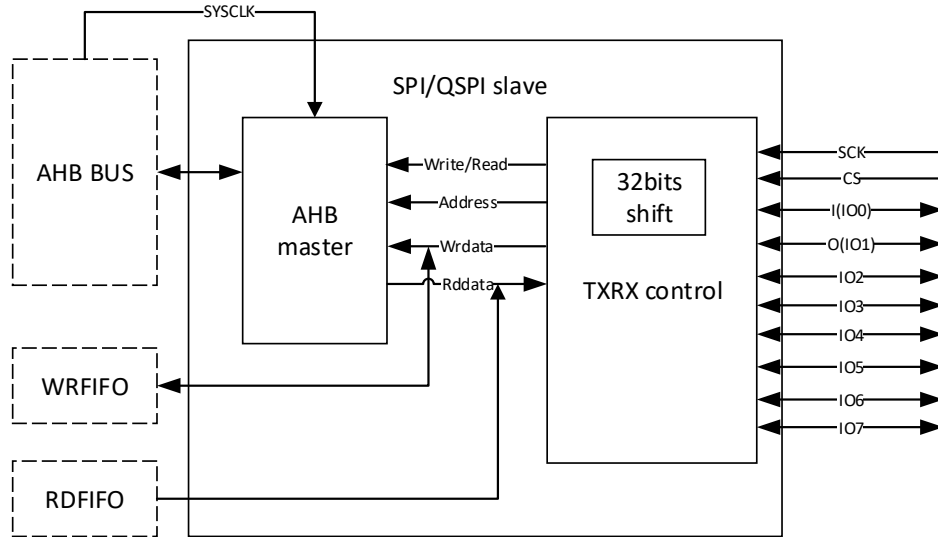 SYSCLK
SPI/QSPI slave
AHB BUS
AHB
master
Write/Read
Address
Wrdata
Rddata
32bits
shift
TXRX control
SCK
CS
I(IO0)
O(IO1)
IO2
IO3
IO4
IO5
IO6
IO7
WRFIFO
RDFIFO